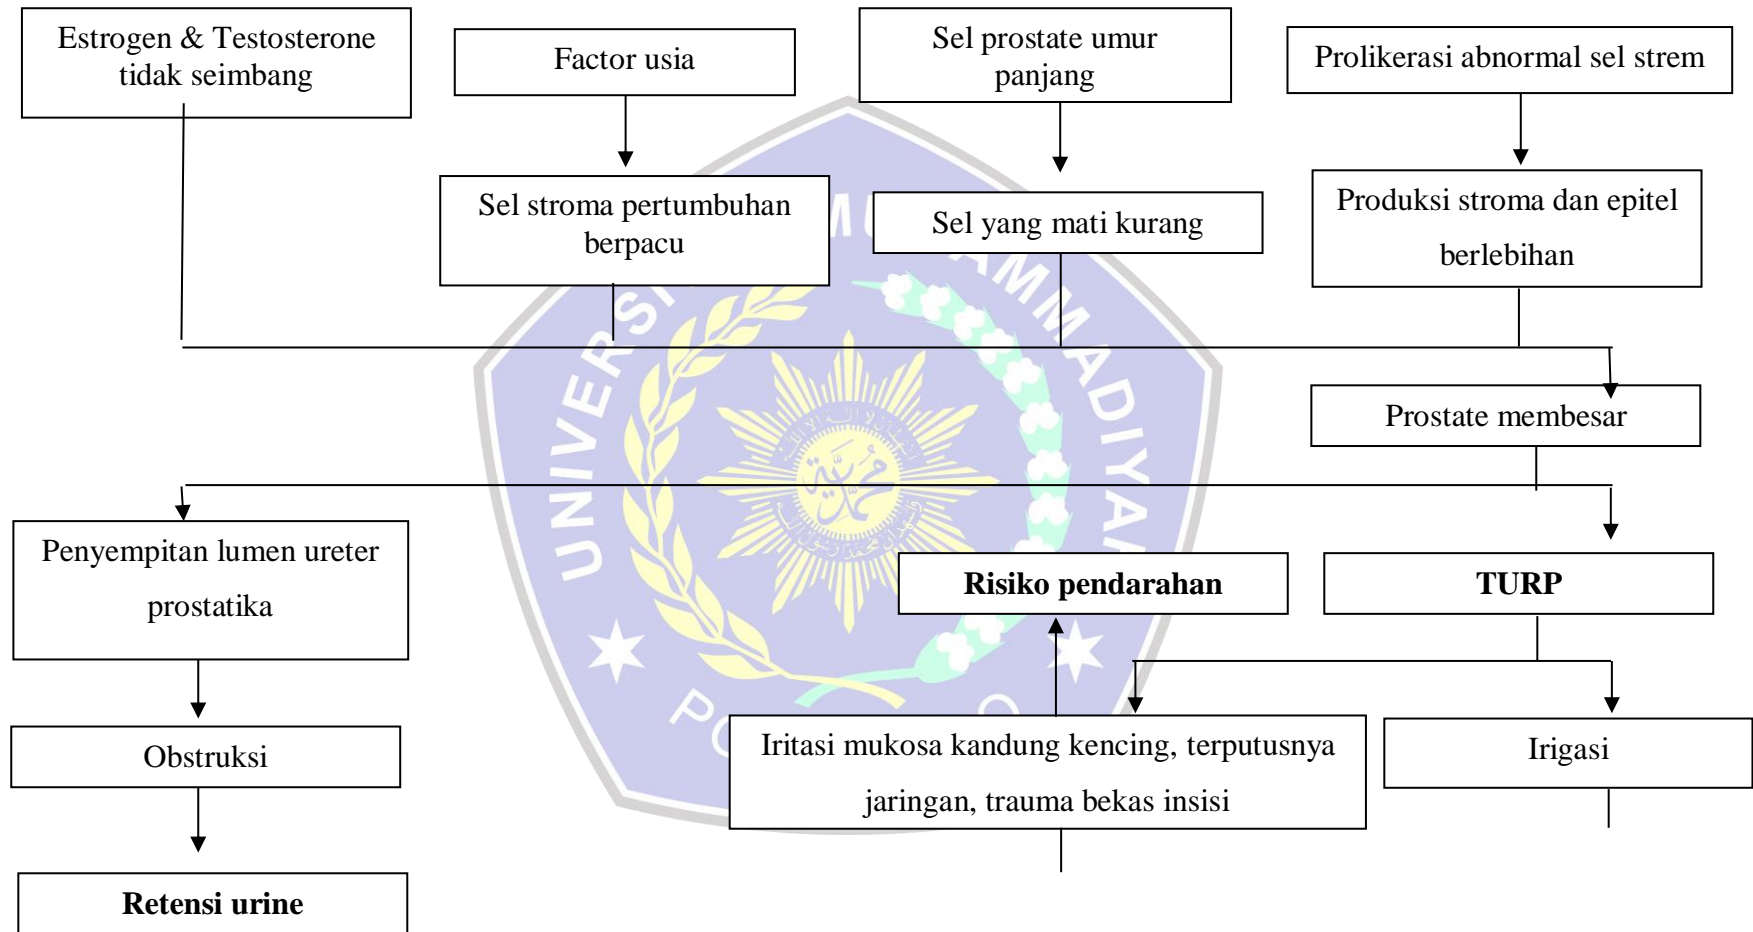 Estrogen & Testosterone
tidak seimbang
Factor usia
Sel prostate umur
panjang
Prolikerasi abnormal sel strem
Sel stroma pertumbuhan
berpacu
Sel yang mati kurang
Produksi stroma dan epitel
berlebihan
Prostate membesar
Penyempitan lumen ureter
prostatika
Risiko pendarahan
TURP
Obstruksi
Iritasi mukosa kandung kencing, terputusnya
jaringan, trauma bekas insisi
Irigasi
Retensi urine